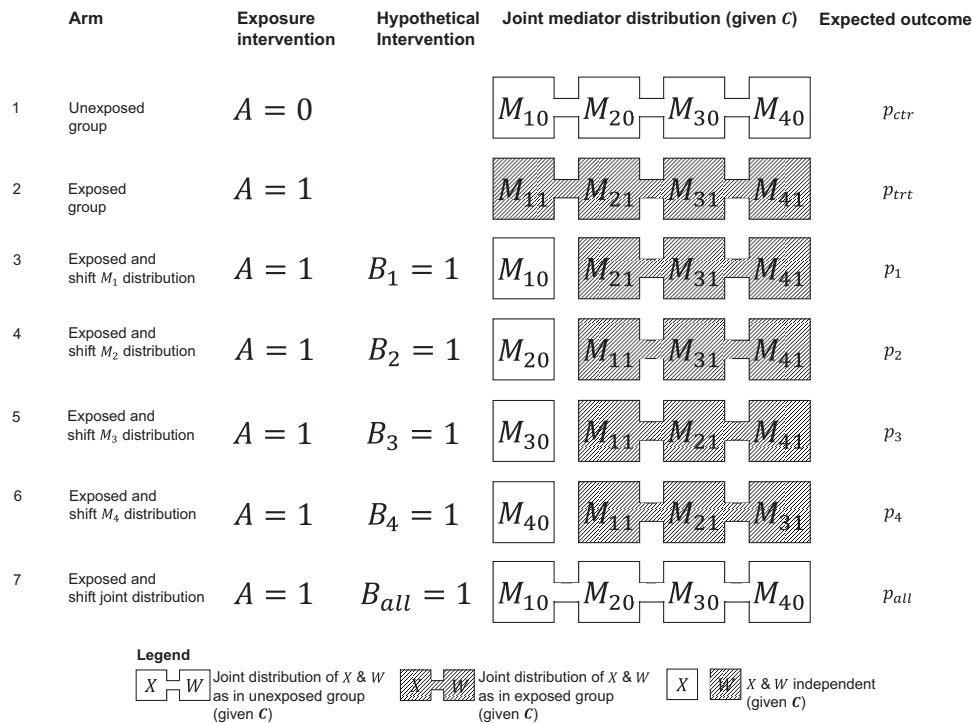 Arm Exposure intervention Hypothetical Intervention Joint mediator distribution (given C) Expected outcome
1 Unexposed group A = 0 M₁₀ M₂₀ M₃₀ M₄₀ p_ctr
2 Exposed group A = 1 M₁₁ M₂₁ M₃₁ M₄₁ p_trt
3 Exposed and shift M₁ distribution A = 1 B₁ = 1 M₁₀ M₂₁ M₃₁ M₄₁ p₁
4 Exposed and shift M₂ distribution A = 1 B₂ = 1 M₂₀ M₁₁ M₃₁ M₄₁ p₂
5 Exposed and shift M₃ distribution A = 1 B₃ = 1 M₃₀ M₁₁ M₂₁ M₄₁ p₃
6 Exposed and shift M₄ distribution A = 1 B₄ = 1 M₄₀ M₁₁ M₂₁ M₃₁ p₄
7 Exposed and shift joint distribution A = 1 B_all = 1 M₁₀ M₂₀ M₃₀ M₄₀ p_all
Legend
X W Joint distribution of X & W as in unexposed group (given C)
X W Joint distribution of X & W as in exposed group (given C)
X W X & W independent (given C)